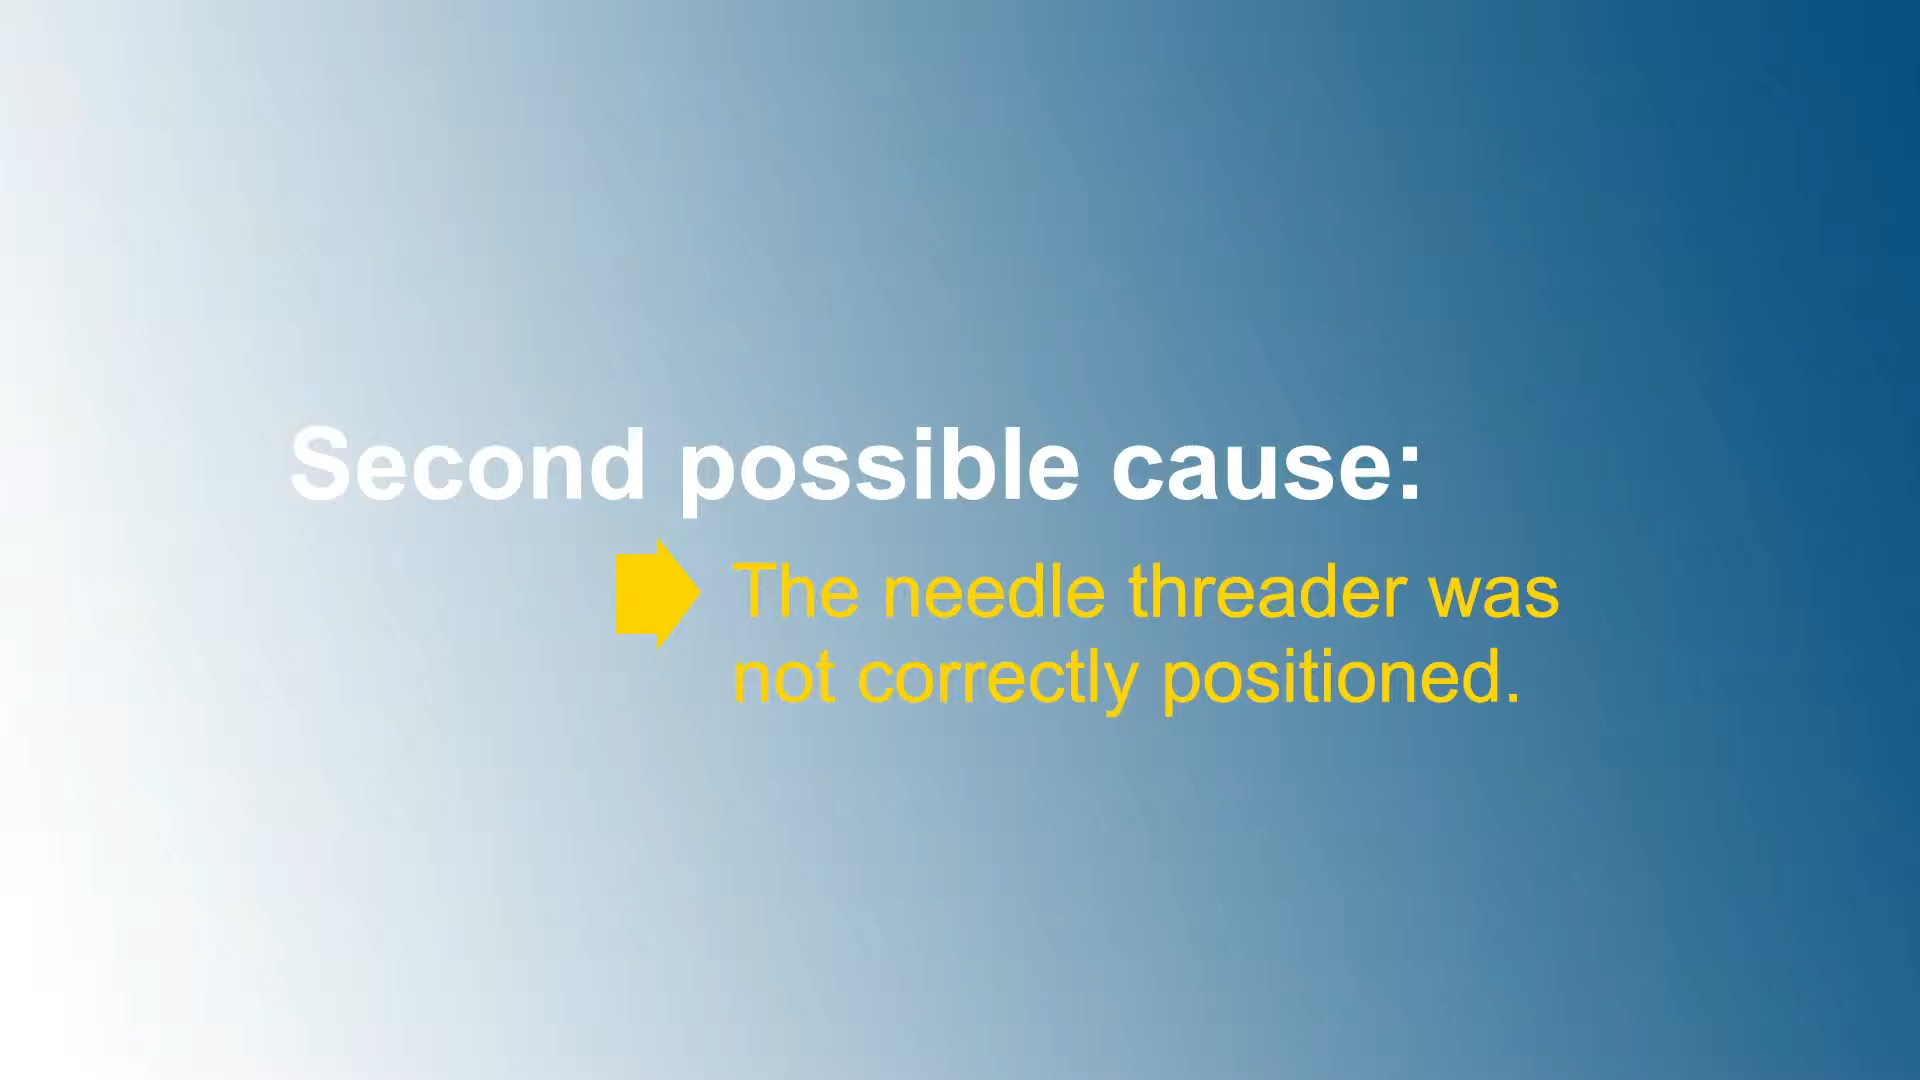 Second possible cause:
The needle threader was
not correctly positioned.